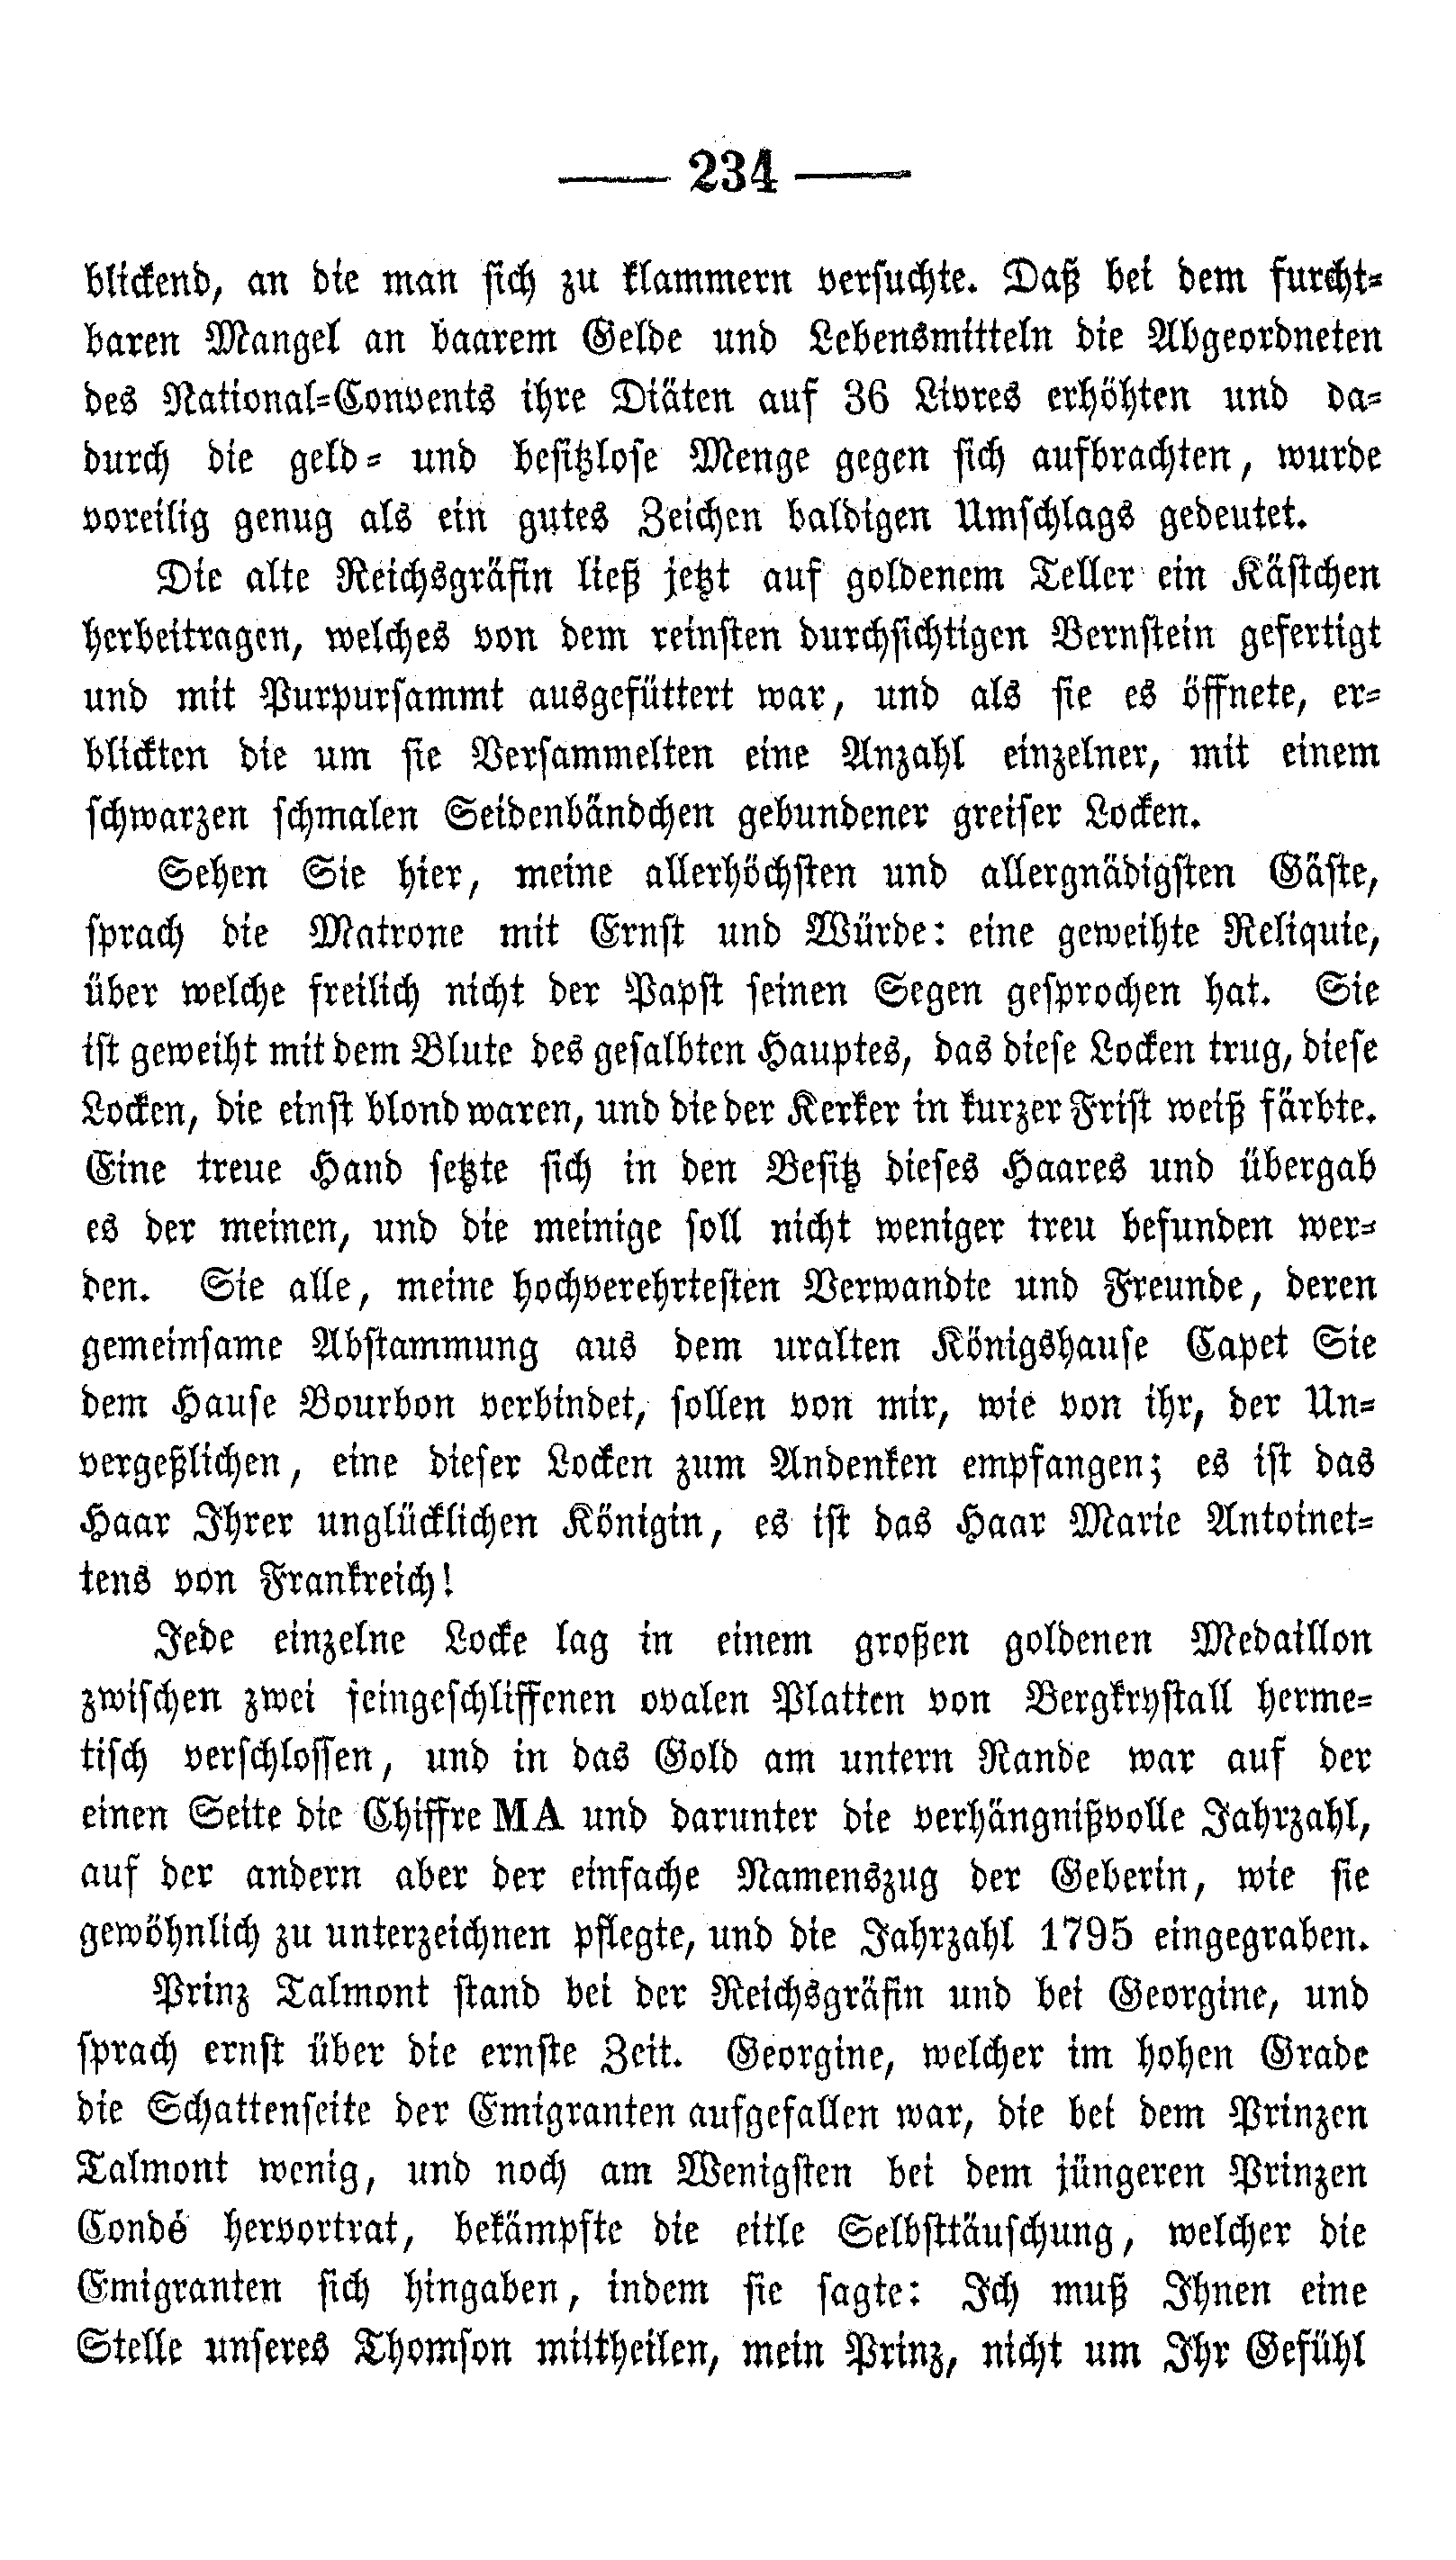 — 234 —
blickend, an die man sich zu klammern versuchte. Daß bei dem furcht-
baren Mangel an baarem Gelde und Lebensmitteln die Abgeordneten
des National-Convents ihre Diäten auf 36 Livres erhöhten und da-
durch die geld- und besitzlose Menge gegen sich aufbrachten, wurde
voreilig genug als ein gutes Zeichen baldigen Umschlags gedeutet.
Die alte Reichsgräfin ließ jetzt auf goldenem Teller ein Kästchen
herbeitragen, welches von dem reinsten durchsichtigen Bernstein gefertigt
und mit Purpursammt ausgefüttert war, und als sie es öffnete, er-
blickten die um sie Versammelten eine Anzahl einzelner, mit einem
schwarzen schmalen Seidenbändchen gebundener greiser Locken.
Sehen Sie hier, meine allerhöchsten und allergnädigsten Gäste,
sprach die Matrone mit Ernst und Würde: eine geweihte Reliquie,
über welche freilich nicht der Papst seinen Segen gesprochen hat. Sie
ist geweiht mit dem Blute des gesalbten Hauptes, das diese Locken trug, diese
Locken, die einst blond waren, und die der Kerker in kurzer Frist weiß färbte.
Eine treue Hand setzte sich in den Besitz dieses Haares und übergab
es der meinen, und die meinige soll nicht weniger treu befunden wer-
den. Sie alle, meine hochverehrtesten Verwandte und Freunde, deren
gemeinsame Abstammung aus dem uralten Königshause Capet Sie
dem Hause Bourbon verbindet, sollen von mir, wie von ihr, der Un-
vergeßlichen, eine dieser Locken zum Andenken empfangen; es ist das
Haar Ihrer unglücklichen Königin, es ist das Haar Marie Antoinet-
tens von Frankreich!
Jede einzelne Locke lag in einem großen goldenen Medaillon
zwischen zwei feingeschliffenen ovalen Platten von Bergkrystall herme-
tisch verschlossen, und in das Gold am untern Rande war auf der
einen Seite die Chiffre MA und darunter die verhängnißvolle Jahrzahl,
auf der andern aber der einfache Namenszug der Geberin, wie sie
gewöhnlich zu unterzeichnen pflegte, und die Jahrzahl 1795 eingegraben.
Prinz Talmont stand bei der Reichsgräfin und bei Georgine, und
sprach ernst über die ernste Zeit. Georgine, welcher im hohen Grade
die Schattenseite der Emigranten aufgefallen war, die bei dem Prinzen
Talmont wenig, und noch am Wenigsten bei dem jüngeren Prinzen
Condé hervortrat, bekämpfte die eitle Selbsttäuschung, welcher die
Emigranten sich hingaben, indem sie sagte: Ich muß Ihnen eine
Stelle unseres Thomson mittheilen, mein Prinz, nicht um Ihr Gefühl